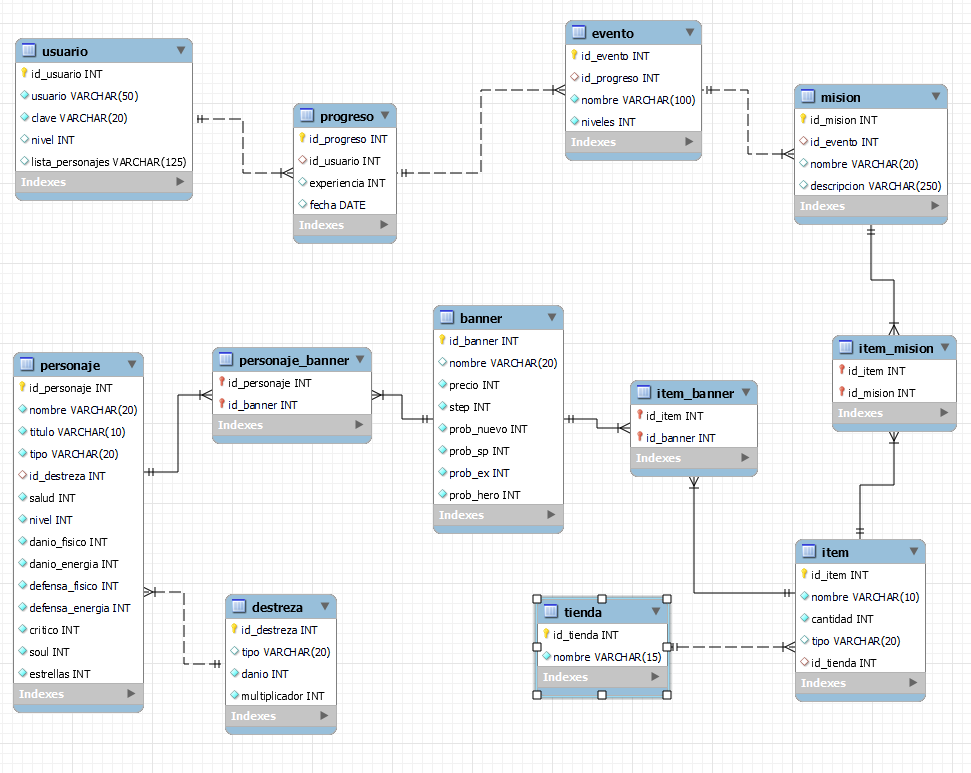 usuario
id_usuario INT
usuario VARCHAR(50)
clave VARCHAR(20)
nivel INT
lista_personajes VARCHAR(125)
Indexes
progreso
id_progreso INT
id_usuario INT
experiencia INT
fecha DATE
Indexes
evento
id_evento INT
id_progreso INT
nombre VARCHAR(100)
niveles INT
Indexes
mision
id_mision INT
id_evento INT
nombre VARCHAR(20)
descripcion VARCHAR(250)
Indexes
personaje
id_personaje INT
nombre VARCHAR(20)
titulo VARCHAR(10)
tipo VARCHAR(20)
id_destreza INT
salud INT
nivel INT
danio_fisico INT
danio_energia INT
defensa_fisico INT
defensa_energia INT
critico INT
soul INT
estrellas INT
Indexes
personaje_banner
id_personaje INT
id_banner INT
Indexes
banner
id_banner INT
nombre VARCHAR(20)
precio INT
step INT
prob_nuevo INT
prob_sp INT
prob_ex INT
prob_hero INT
Indexes
item_banner
id_item INT
id_banner INT
Indexes
item_mision
id_item INT
id_mision INT
Indexes
destreza
id_destreza INT
tipo VARCHAR(20)
danio INT
multiplicador INT
Indexes
tienda
id_tienda INT
nombre VARCHAR(15)
Indexes
item
id_item INT
nombre VARCHAR(10)
cantidad INT
tipo VARCHAR(20)
id_tienda INT
Indexes